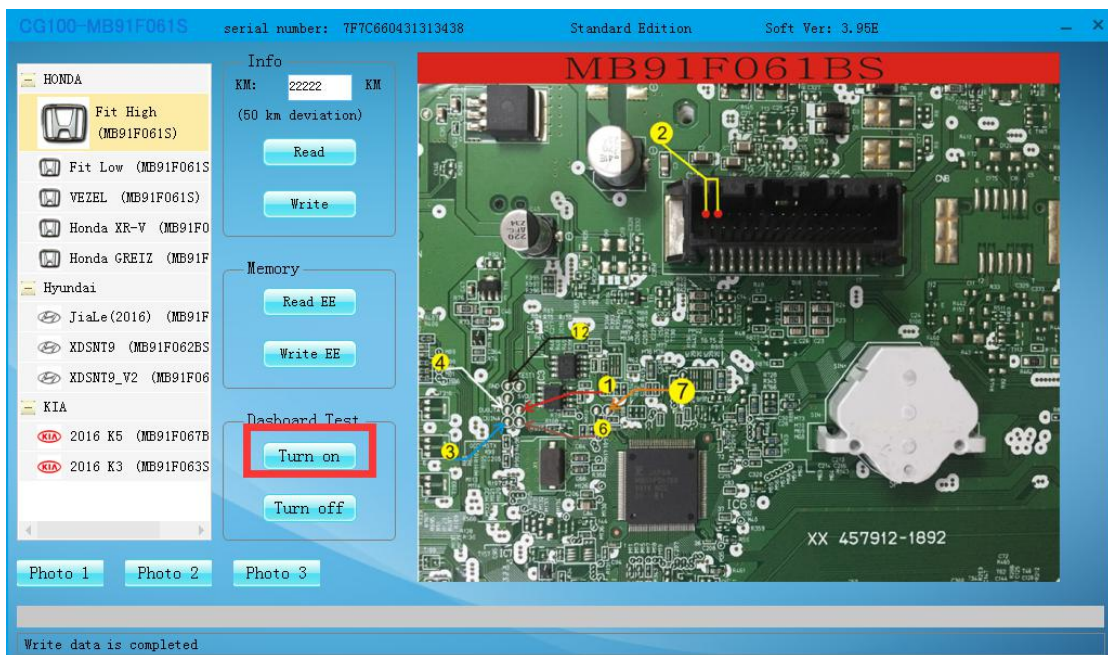 CG100-MB91F061S serial number: 7F7C660431313438 Standard Edition Soft Ver: 3.95E
HONDA
Fit High
(MB91F061S)
Fit Low (MB91F061S
VEZEL (MB91F061S)
Honda XR-V (MB91F0
Honda GREIZ (MB91F
Hyundai
JiaLe(2016) (MB91F
XDSNT9 (MB91F062BS
XDSNT9_V2 (MB91F06
KIA
KIA 2016 K5 (MB91F067B
KIA 2016 K3 (MB91F063S
Info
KM: 22222 KM
(50 km deviation)
Read
Write
Memory
Read EE
Write EE
Dashboard Test
Turn on
Turn off
MB91F061BS
2
12
4
1
7
6
3
CNB
IC6
XX 457912-1892
Photo 1 Photo 2 Photo 3
Write data is completed